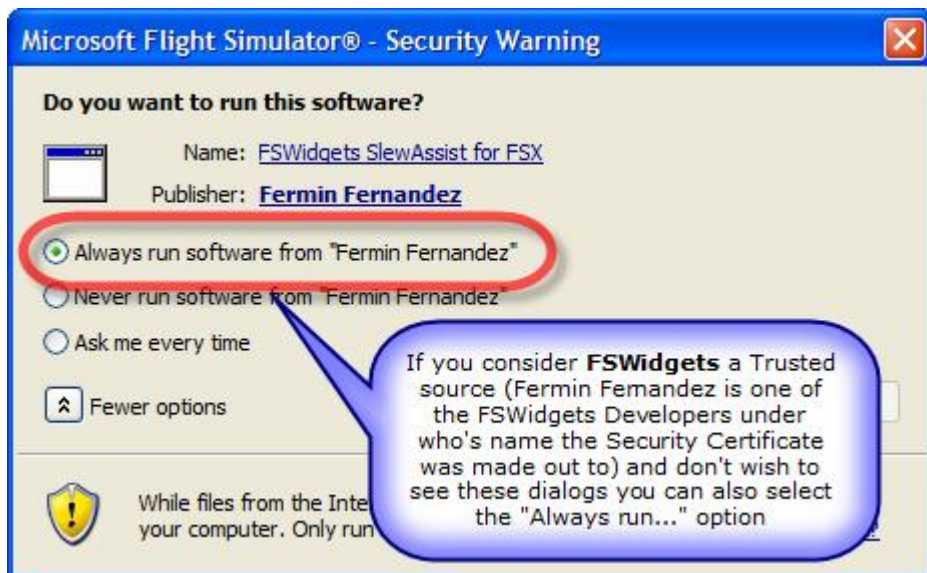 Microsoft Flight Simulator® - Security Warning
Do you want to run this software?
Name: FSWidgets SlewAssist for FSX
Publisher: Fermin Fernandez
Always run software from "Fermin Fernandez"
Never run software from "Fermin Fernandez"
Ask me every time
Fewer options
If you consider FSWidgets a Trusted
source (Fermin Fernandez is one of
the FSWidgets Developers under
who's name the Security Certificate
was made out to) and don't wish to
see these dialogs you can also select
the "Always run..." option
While files from the Inte
your computer. Only run